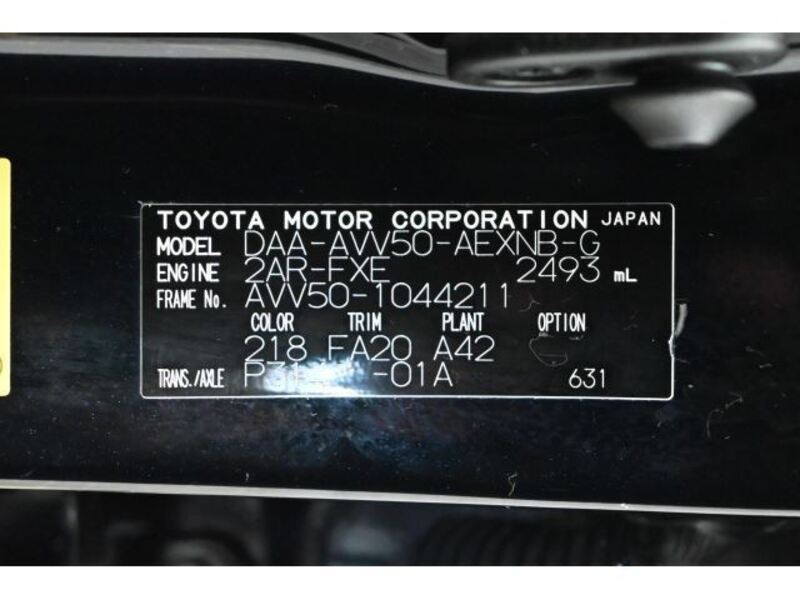 TOYOTA MOTOR CORPORATION JAPAN
MODEL DAA-AVV50-AEXNB-G
ENGINE 2AR-FXE 2493 mL
FRAME No. AVV50-1044211
COLOR TRIM PLANT OPTION
218 FA20 A42
TRANS./AXLE -01A 631